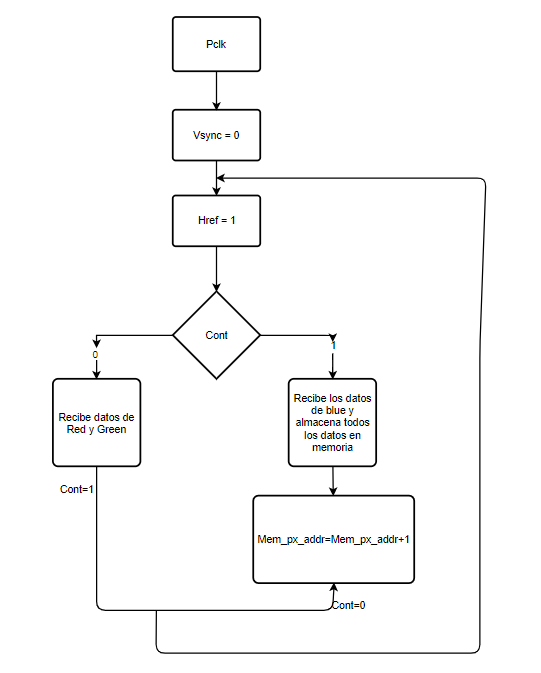 Pclk
Vsync = 0
Href = 1
Cont
0
1
Recibe datos de
Red y Green
Recibe los datos
de blue y
almacena todos
los datos en
memoria
Cont=1
Mem_px_addr=Mem_px_addr+1
Cont=0